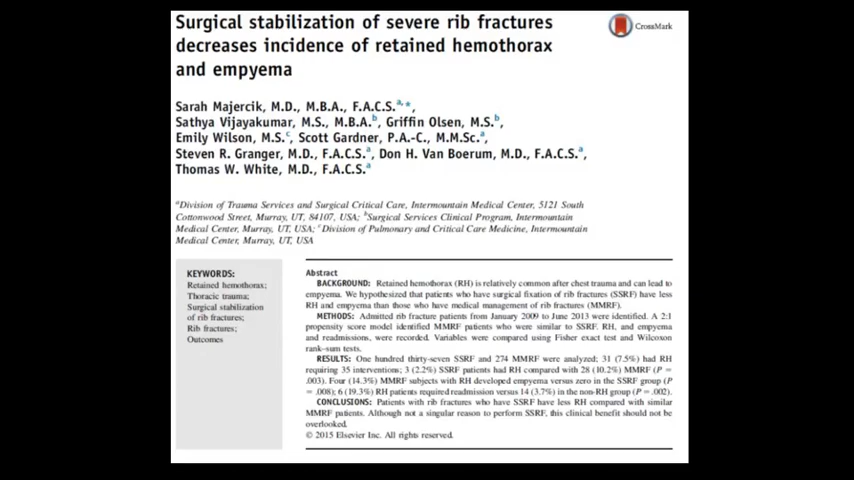 Surgical stabilization of severe rib fractures
decreases incidence of retained hemothorax
and empyema
CrossMark
Sarah Majercik, M.D., M.B.A., F.A.C.S.a,*,
Sathya Vijayakumar, M.S., M.B.A.b, Griffin Olsen, M.S.b,
Emily Wilson, M.S.c, Scott Gardner, P.A.-C., M.M.Sc.a,
Steven R. Granger, M.D., F.A.C.S.a, Don H. Van Boerum, M.D., F.A.C.S.a,
Thomas W. White, M.D., F.A.C.S.a
aDivision of Trauma Services and Surgical Critical Care, Intermountain Medical Center, 5121 South
Cottonwood Street, Murray, UT, 84107, USA; bSurgical Services Clinical Program, Intermountain
Medical Center, Murray, UT, USA; cDivision of Pulmonary and Critical Care Medicine, Intermountain
Medical Center, Murray, UT, USA
KEYWORDS:
Retained hemothorax;
Thoracic trauma;
Surgical stabilization
of rib fractures;
Rib fractures;
Outcomes
Abstract
BACKGROUND: Retained hemothorax (RH) is relatively common after chest trauma and can lead to
empyema. We hypothesized that patients who have surgical fixation of rib fractures (SSRF) have less
RH and empyema than those who have medical management of rib fractures (MMRF).
METHODS: Admitted rib fracture patients from January 2009 to June 2013 were identified. A 2:1
propensity score model identified MMRF patients who were similar to SSRF, RH, and empyema
and readmissions, were recorded. Variables were compared using Fisher exact test and Wilcoxon
rank-sum tests.
RESULTS: One hundred thirty-seven SSRF and 274 MMRF were analyzed; 31 (7.5%) had RH
requiring 35 interventions; 3 (2.2%) SSRF patients had RH compared with 28 (10.2%) MMRF (P =
.003). Four (14.3%) MMRF subjects with RH developed empyema versus zero in the SSRF group (P
= .008); 6 (19.3%) RH patients required readmission versus 14 (3.7%) in the non-RH group (P = .002).
CONCLUSIONS: Patients with rib fractures who have SSRF have less RH compared with similar
MMRF patients. Although not a singular reason to perform SSRF, this clinical benefit should not be
overlooked.
© 2015 Elsevier Inc. All rights reserved.